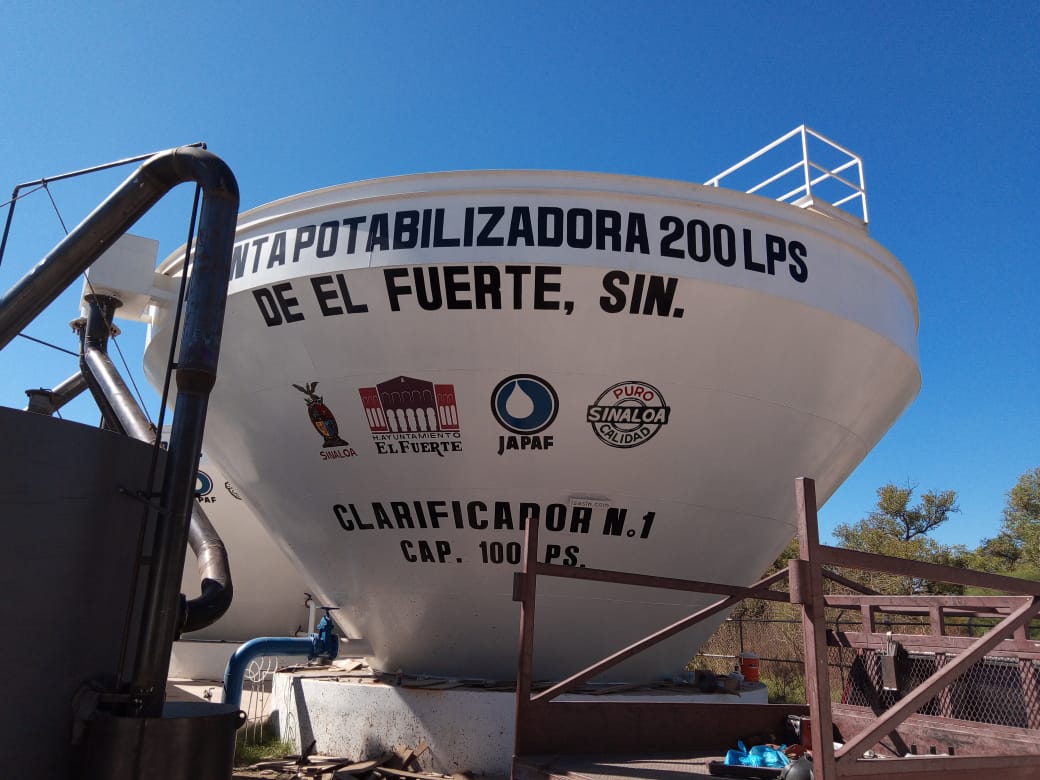 NTA POTABILIZADORA 200 LPS
DE EL FUERTE, SIN.
SINALOA
H. AYUNTAMIENTO
EL FUERTE
JAPAF
PURO
SINALOA
CALIDAD
CLARIFICADOR No. 1
CAP. 100 LPS.